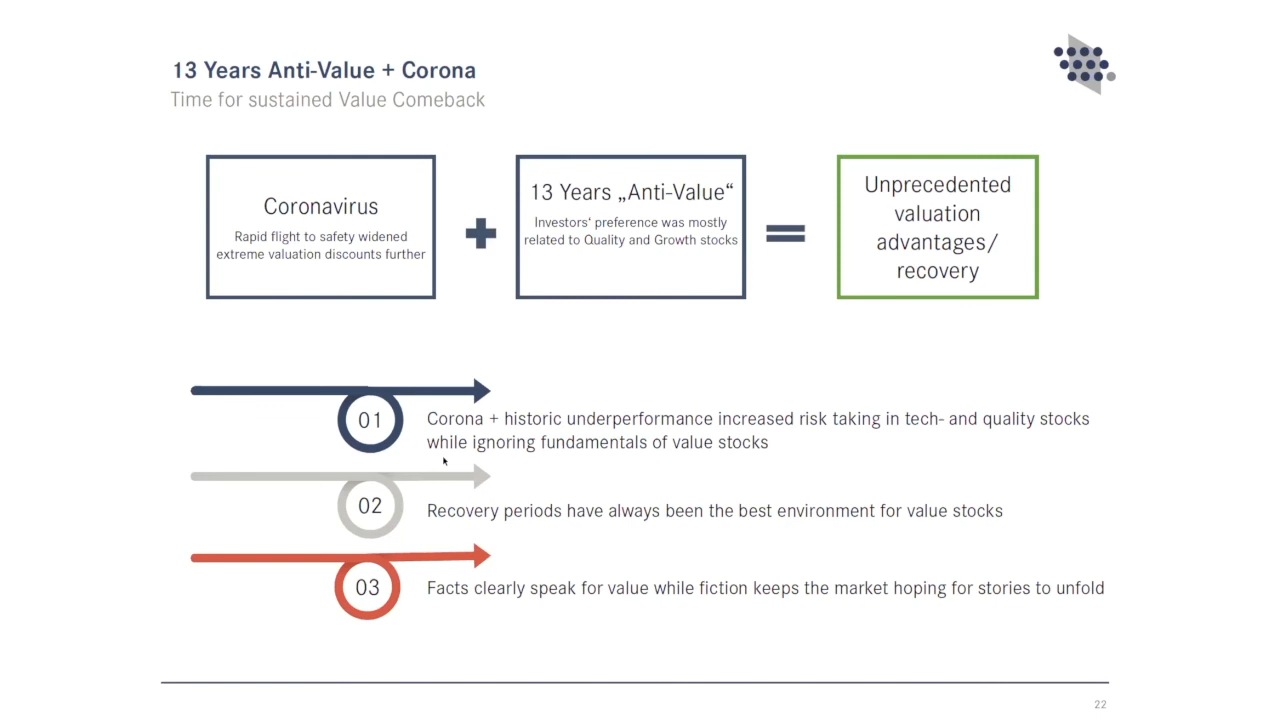 13 Years Anti-Value + Corona
Time for sustained Value Comeback
Coronavirus
Rapid flight to safety widened
extreme valuation discounts further
13 Years „Anti-Value“
Investors‘ preference was mostly
related to Quality and Growth stocks
Unprecedented
valuation
advantages/
recovery
01
Corona + historic underperformance increased risk taking in tech- and quality stocks
while ignoring fundamentals of value stocks
02
Recovery periods have always been the best environment for value stocks
03
Facts clearly speak for value while fiction keeps the market hoping for stories to unfold
22